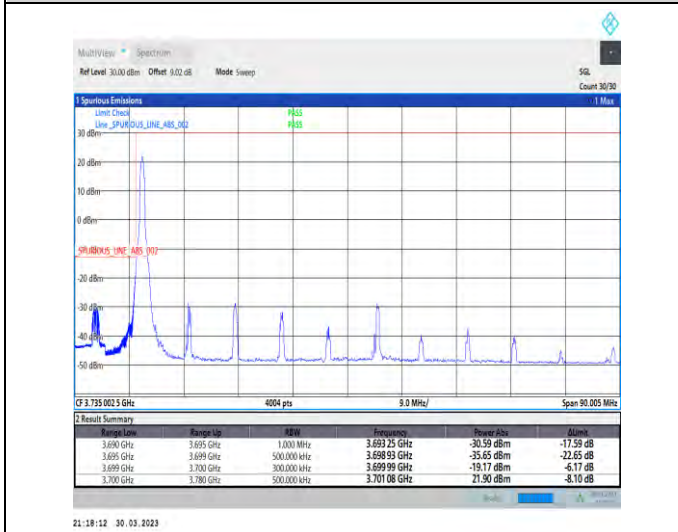 MultiView Spectrum
Ref Level 30.00 dBm Offset 9.02 dB Mode Sweep SGL
Count 30/30
1 Spurious Emissions 1 Max
Limit Check PASS
Line _SPURIOUS_LINE_ABS_002 PASS
30 dBm
20 dBm
10 dBm
0 dBm
_SPURIOUS_LINE_ABS_002
-20 dBm
-30 dBm
-40 dBm
-50 dBm
CF 3.735 002 5 GHz 4004 pts 9.0 MHz/ Span 90.005 MHz
2 Result Summary
Range Low Range Up RBW Frequency Power Abs ΔLimit
3.690 GHz 3.695 GHz 1.000 MHz 3.693 25 GHz -30.59 dBm -17.59 dB
3.695 GHz 3.699 GHz 500.000 kHz 3.698 93 GHz -35.65 dBm -22.65 dB
3.699 GHz 3.700 GHz 300.000 kHz 3.699 99 GHz -19.17 dBm -6.17 dB
3.700 GHz 3.780 GHz 500.000 kHz 3.701 08 GHz 21.90 dBm -8.10 dB
21:18:12 30.03.2023